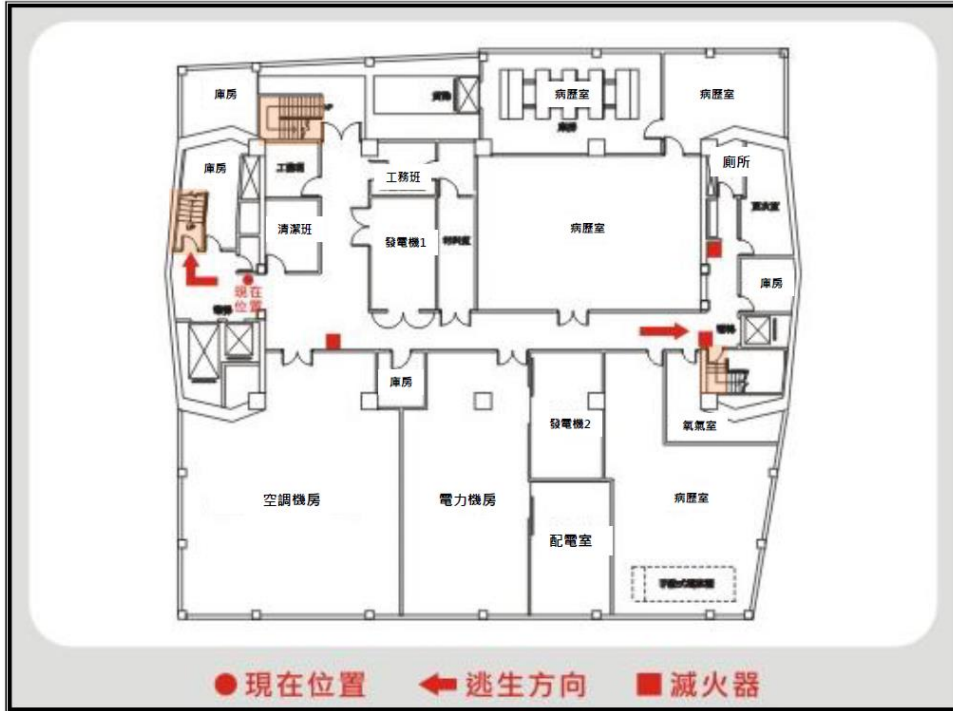 庫房
病歷室
病歷室
庫房
工務班
廁所
清潔班
發電機1
病歷室
庫房
現在
位置
庫房
發電機2
氧氣室
空調機房
電力機房
病歷室
配電室
現在位置
逃生方向
滅火器